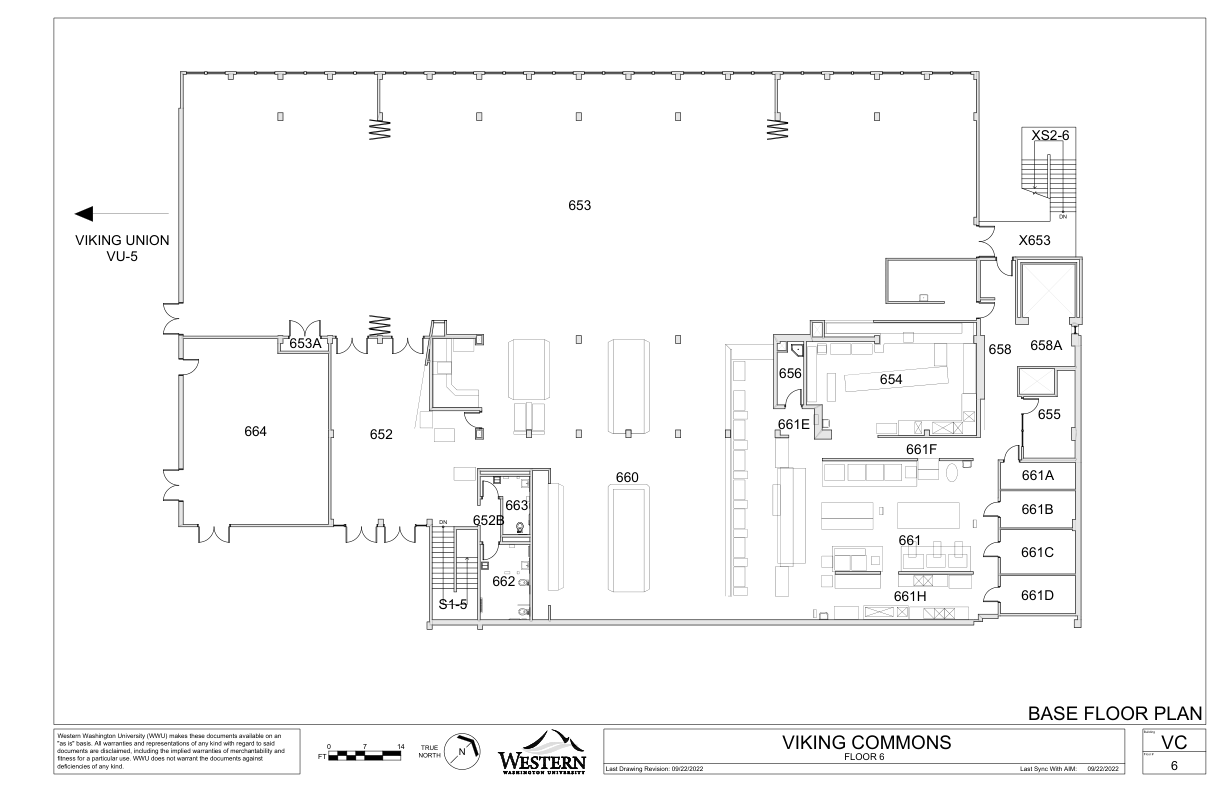 XS2-6
DN
653
X653
VIKING UNION
VU-5
653A
658
658A
656
654
655
664
652
661E
661F
660
661A
663
652B
661B
DN
661
661C
662
S1-5
661H
661D
BASE FLOOR PLAN
Western Washington University (WWU) makes these documents available on an
"as is" basis. All warranties and representations of any kind with regard to said
documents are disclaimed, including the implied warranties of merchantability and
fitness for a particular use. WWU does not warrant the documents against
deficiencies of any kind.
0 7 14
FT
TRUE
NORTH
N
WESTERN
WASHINGTON UNIVERSITY
VIKING COMMONS
FLOOR 6
Last Drawing Revision: 09/22/2022
Last Sync With AIM: 09/22/2022
Building
VC
6